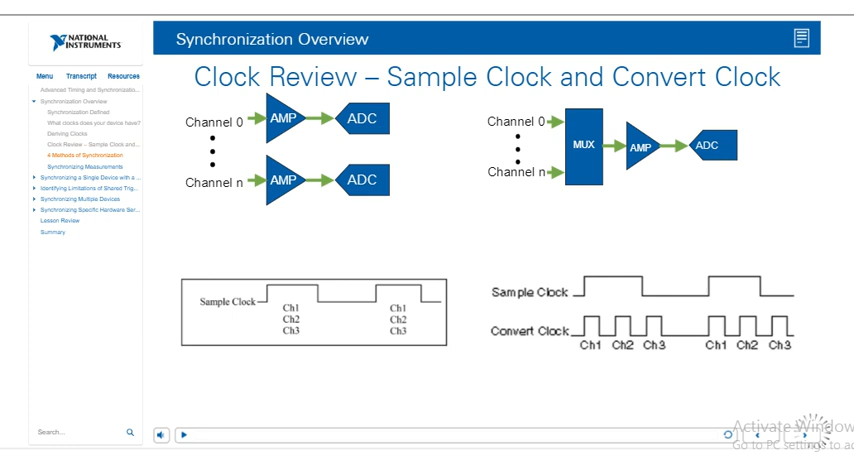 NATIONAL
INSTRUMENTS
Synchronization Overview
Menu Transcript Resources
Advanced Timing and Synchronizatio...
Synchronization Overview
Synchronization Defined
What clocks does your device have?
Deriving Clocks
Clock Review – Sample Clock and...
4 Methods of Synchronization
Synchronizing Measurements
Synchronizing a Single Device with a ...
Identifying Limitations of Shared Trig...
Synchronizing Multiple Devices
Synchronizing Specific Hardware Ser...
Lesson Review
Summary
Search...
Clock Review – Sample Clock and Convert Clock
Channel 0 AMP ADC
Channel n AMP ADC
Channel 0
MUX AMP ADC
Channel n
Sample Clock
Ch1 Ch1
Ch2 Ch2
Ch3 Ch3
Sample Clock
Convert Clock
Ch1 Ch2 Ch3 Ch1 Ch2 Ch3
Activate Window
Go to PC settings to ac